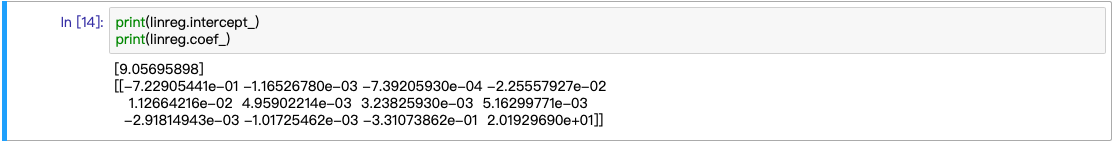 In [14]: print(linreg.intercept_)
print(linreg.coef_)
[9.05695898]
[[-7.22905441e-01 -1.16526780e-03 -7.39205930e-04 -2.25557927e-02
1.12664216e-02 4.95902214e-03 3.23825930e-03 5.16299771e-03
-2.91814943e-03 -1.01725462e-03 -3.31073862e-01 2.01929690e+01]]